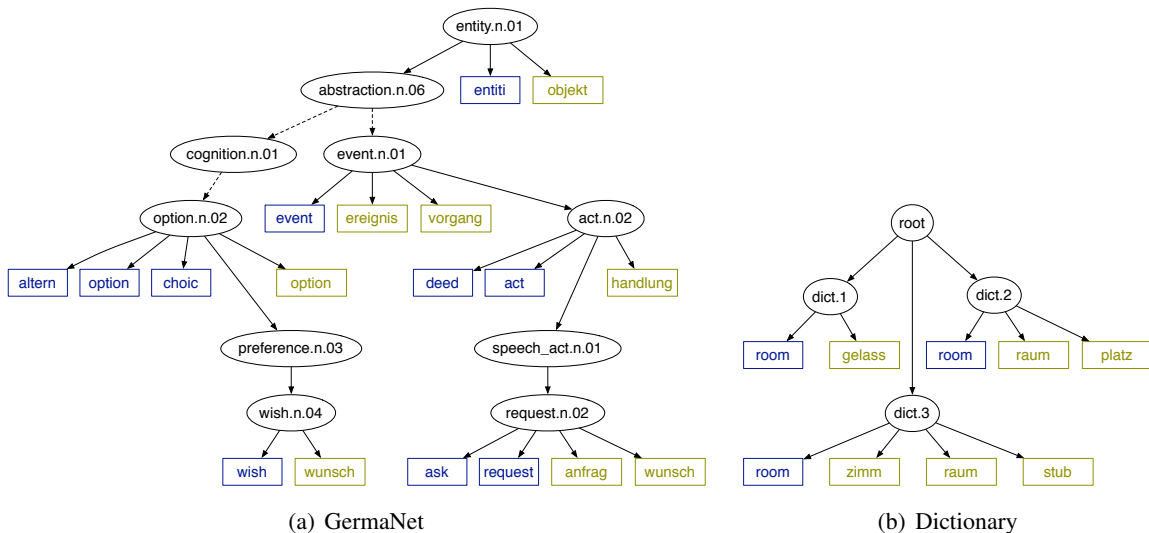 entity.n.01
abstraction.n.06
entiti
objekt
cognition.n.01
event.n.01
option.n.02
event
ereignis
vorgang
act.n.02
altern
option
choic
option
deed
act
handlung
preference.n.03
speech_act.n.01
wish.n.04
request.n.02
wish
wunsch
ask
request
anfrag
wunsch
(a) GermaNet
root
dict.1
dict.2
room
gelass
room
raum
platz
dict.3
room
zimm
raum
stub
(b) Dictionary